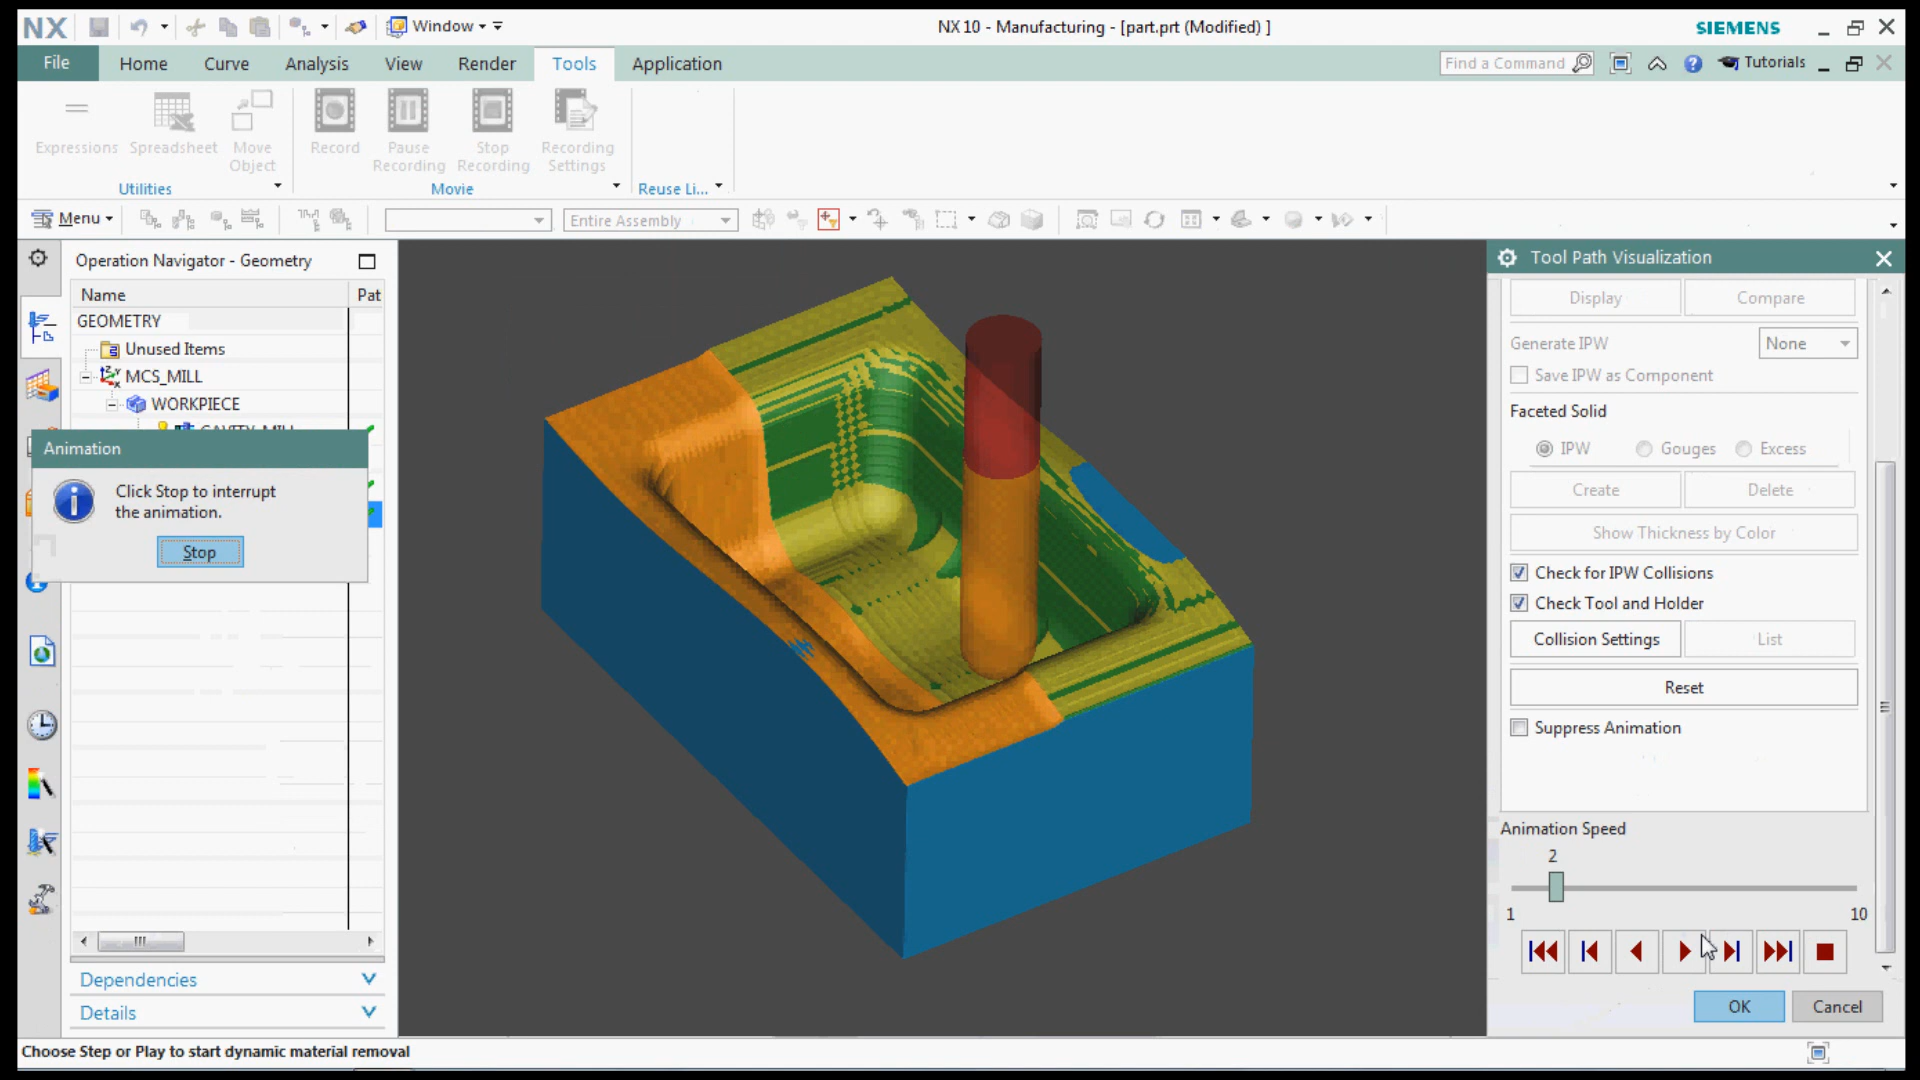 NX
Window
NX 10 - Manufacturing - [part.prt (Modified) ]
SIEMENS
File
Home
Curve
Analysis
View
Render
Tools
Application
Find a Command
Tutorials
Expressions
Spreadsheet
Move Object
Record
Pause Recording
Stop Recording
Recording Settings
Utilities
Movie
Reuse Li...
Menu
Entire Assembly
Operation Navigator - Geometry
Name
Pat
GEOMETRY
Unused Items
MCS_MILL
WORKPIECE
CAVITY_MILL
Animation
Click Stop to interrupt
the animation.
Stop
Dependencies
Details
Choose Step or Play to start dynamic material removal
Tool Path Visualization
Display
Compare
Generate IPW
None
Save IPW as Component
Faceted Solid
IPW
Gouges
Excess
Create
Delete
Show Thickness by Color
Check for IPW Collisions
Check Tool and Holder
Collision Settings
List
Reset
Suppress Animation
Animation Speed
2
1
10
OK
Cancel